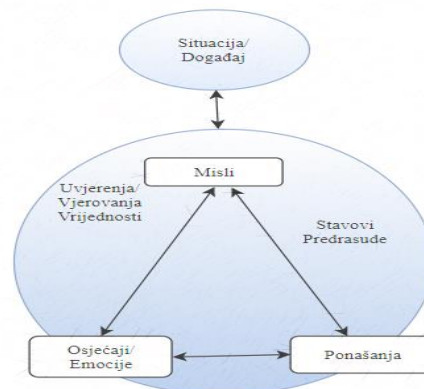 Situacija/
Događaj
Misli
Uvjerenja/
Vjerovanja
Vrijednosti
Stavovi
Predrasude
Osjećaji/
Emocije
Ponašanja